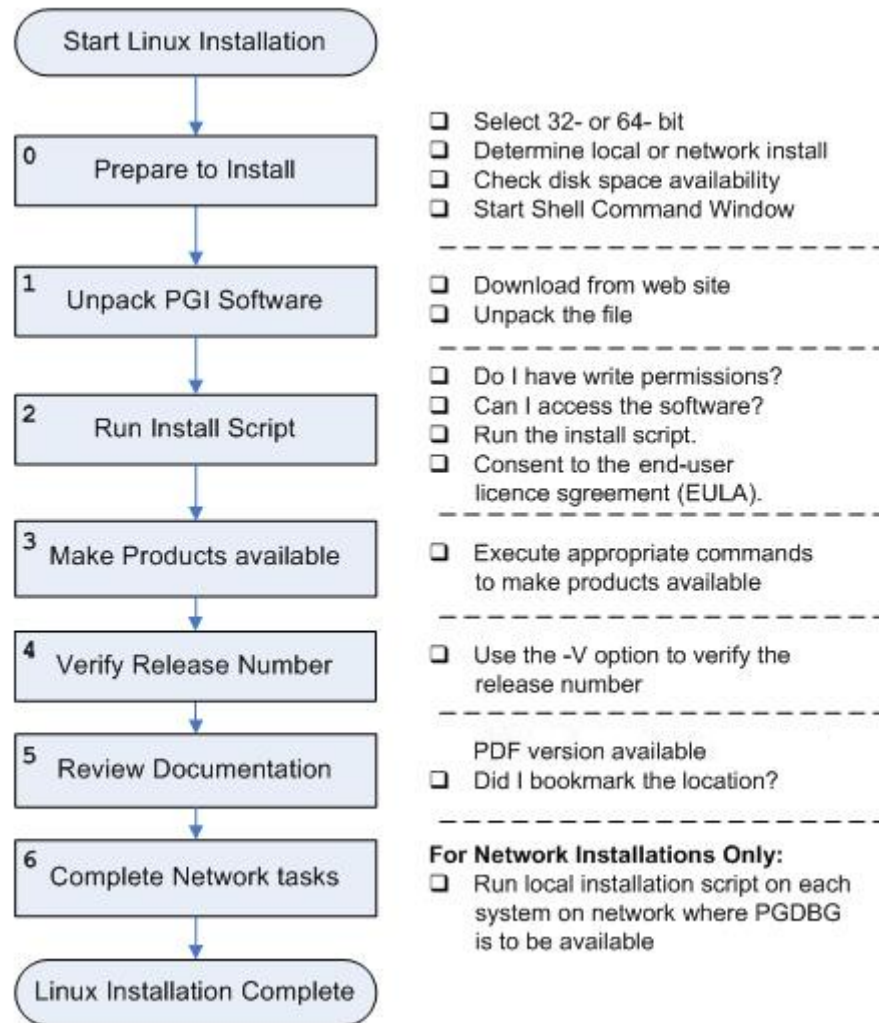 Start Linux Installation
0
Prepare to Install
❑ Select 32- or 64- bit
❑ Determine local or network install
❑ Check disk space availability
❑ Start Shell Command Window
1
Unpack PGI Software
❑ Download from web site
❑ Unpack the file
2
Run Install Script
❑ Do I have write permissions?
❑ Can I access the software?
❑ Run the install script.
❑ Consent to the end-user
licence sgreement (EULA).
3
Make Products available
❑ Execute appropriate commands
to make products available
4
Verify Release Number
❑ Use the -V option to verify the
release number
5
Review Documentation
PDF version available
❑ Did I bookmark the location?
6
Complete Network tasks
For Network Installations Only:
❑ Run local installation script on each
system on network where PGDBG
is to be available
Linux Installation Complete